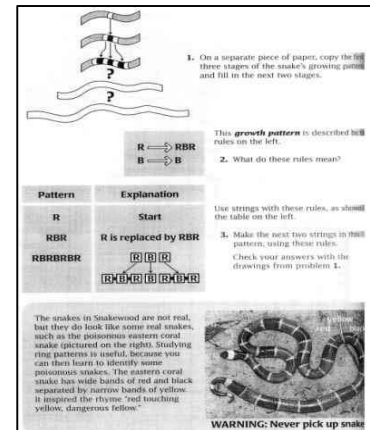 ?
?
1. On a separate piece of paper, copy the first
three stages of the snake's growing pattern
and fill in the next two stages.
This growth pattern is described by
rules on the left.
R ⟹ RBR
B ⟹ B
2. What do these rules mean?
Pattern Explanation
R Start
RBR R is replaced by RBR
RBRBRBR
R B R
R B R B R B R
Use strings with these rules, as shown
the table on the left.
3. Make the next two strings in this
pattern, using these rules.
Check your answers with the
drawings from problem 1.
The snakes in Snakewood are not real,
but they do look like some real snakes,
such as the poisonous eastern coral
snake (pictured on the right). Studying
ring patterns is useful, because you
can then learn to identify some
poisonous snakes. The eastern coral
snake has wide bands of red and black
separated by narrow bands of yellow.
It inspired the rhyme "red touching
yellow, dangerous fellow."
yellow
red black
WARNING: Never pick up snake